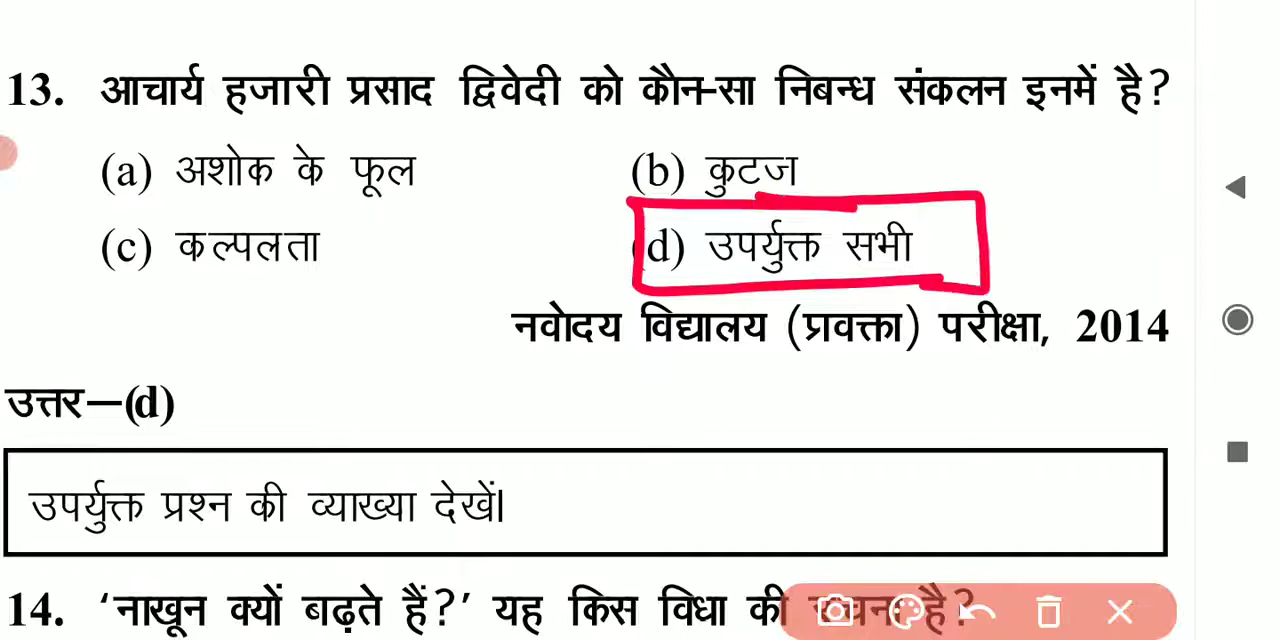 13. आचार्य हजारी प्रसाद द्विवेदी को कौन-सा निबन्ध संकलन इनमें है?
(a) अशोक के फूल (b) कुटज
(c) कल्पलता (d) उपर्युक्त सभी
नवोदय विद्यालय (प्रवक्ता) परीक्षा, 2014
उत्तर—(d)
उपर्युक्त प्रश्न की व्याख्या देखें।
14. 'नाखून क्यों बढ़ते हैं?' यह किस विधा की रचना है?